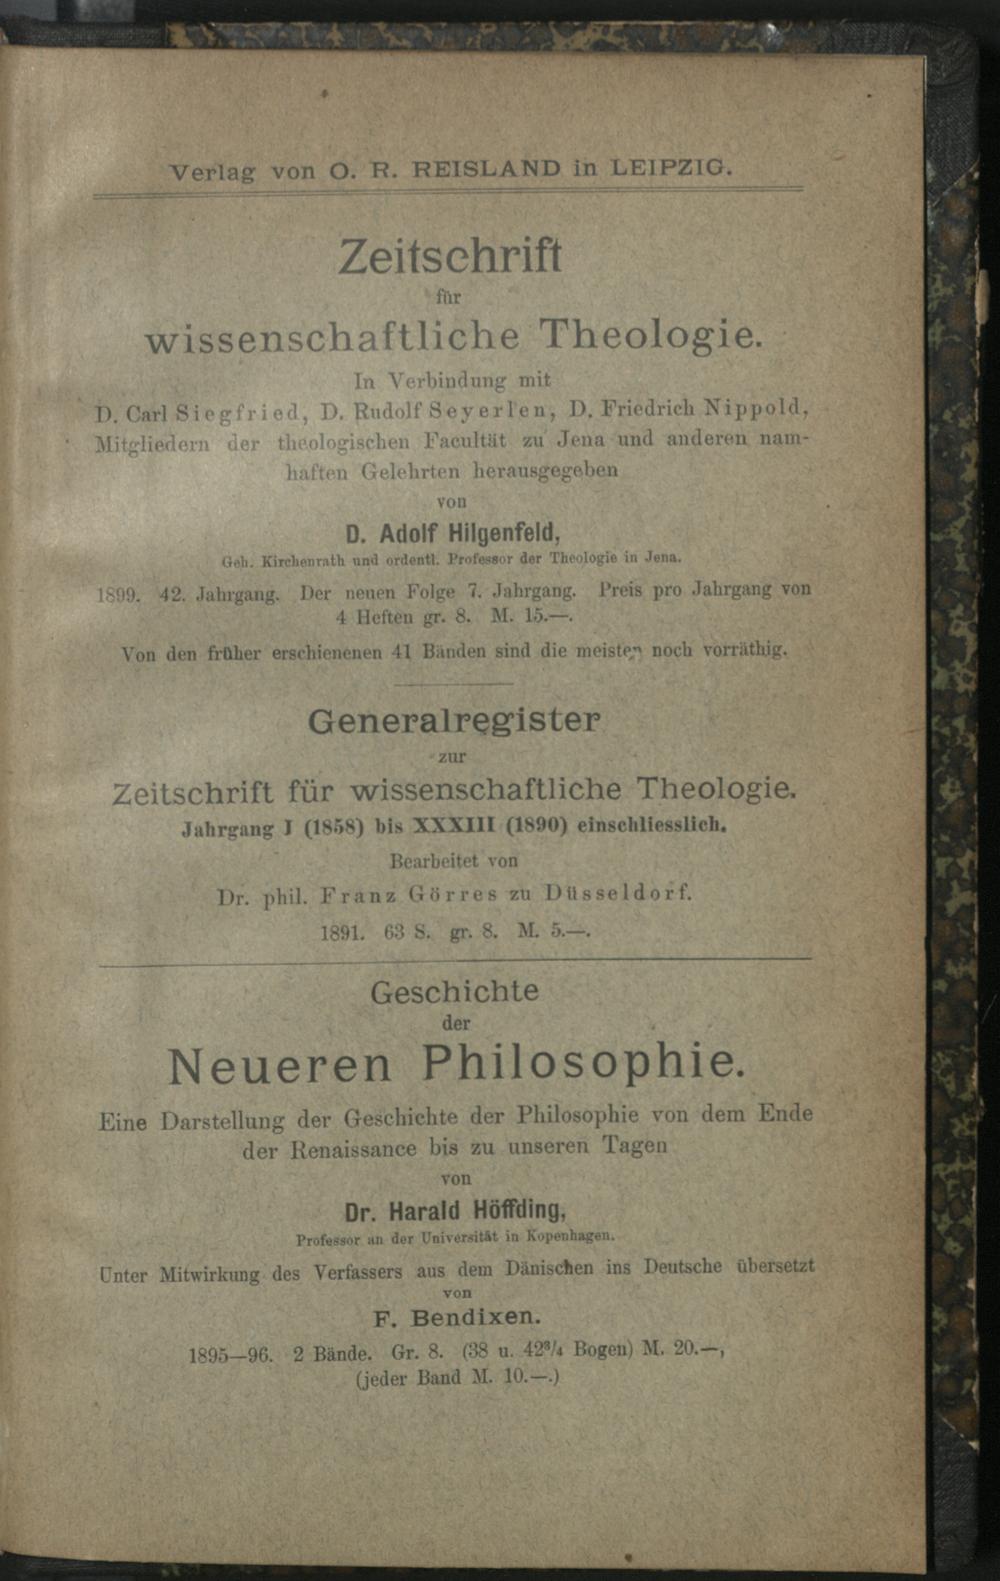 Verlag von O. R. REISLAND in LEIPZIG.
Zeitschrift
für
wissenschaftliche Theologie.
In Verbindung mit
D. Carl Siegfried, D. Rudolf Seyerlen, D. Friedrich Nippold,
Mitgliedern der theologischen Facultät zu Jena und anderen nam-
haften Gelehrten herausgegeben
von
D. Adolf Hilgenfeld,
Geh. Kirchenrath und ordentl. Professor der Theologie in Jena.
1899. 42. Jahrgang. Der neuen Folge 7. Jahrgang. Preis pro Jahrgang von
4 Heften gr. 8. M. 15.—.
Von den früher erschienenen 41 Bänden sind die meisten noch vorräthig.
Generalregister
zur
Zeitschrift für wissenschaftliche Theologie.
Jahrgang I (1858) bis XXXIII (1890) einschliesslich.
Bearbeitet von
Dr. phil. Franz Görres zu Düsseldorf.
1891. 63 S. gr. 8. M. 5.—.
Geschichte
der
Neueren Philosophie.
Eine Darstellung der Geschichte der Philosophie von dem Ende
der Renaissance bis zu unseren Tagen
von
Dr. Harald Höffding,
Professor an der Universität in Kopenhagen.
Unter Mitwirkung des Verfassers aus dem Dänischen ins Deutsche übersetzt
von
F. Bendixen.
1895—96. 2 Bände. Gr. 8. (38 u. 42³/₄ Bogen) M. 20.—,
(jeder Band M. 10.—.)